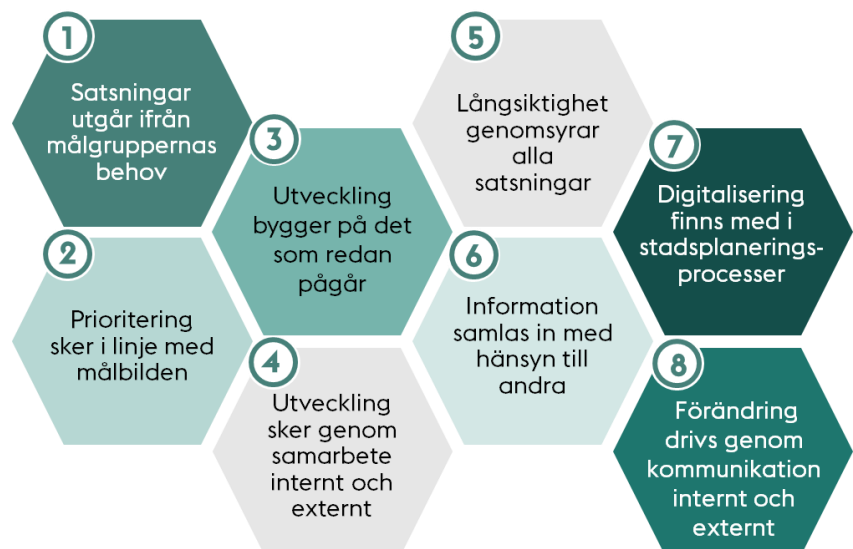 1
Satsningar
utgår ifrån
målgruppernas
behov
2
Prioritering
sker i linje med
målbilden
3
Utveckling
bygger på det
som redan
pågår
4
Utveckling
sker genom
samarbete
internt och
externt
5
Långsiktighet
genomsyrar
alla
satsningar
6
Information
samlas in med
hänsyn till
andra
7
Digitalisering
finns med i
stadsplanerings-
processer
8
Förändring
drivs genom
kommunikation
internt och
externt